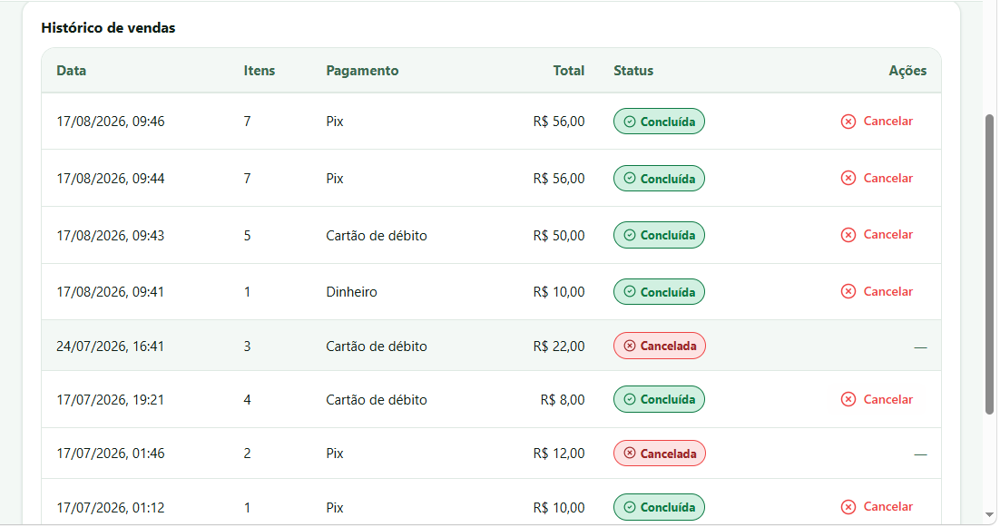 Histórico de vendas
Data Itens Pagamento Total Status Ações
17/08/2026, 09:46 7 Pix R$ 56,00 Concluída Cancelar
17/08/2026, 09:44 7 Pix R$ 56,00 Concluída Cancelar
17/08/2026, 09:43 5 Cartão de débito R$ 50,00 Concluída Cancelar
17/08/2026, 09:41 1 Dinheiro R$ 10,00 Concluída Cancelar
24/07/2026, 16:41 3 Cartão de débito R$ 22,00 Cancelada —
17/07/2026, 19:21 4 Cartão de débito R$ 8,00 Concluída Cancelar
17/07/2026, 01:46 2 Pix R$ 12,00 Cancelada —
17/07/2026, 01:12 1 Pix R$ 10,00 Concluída Cancelar